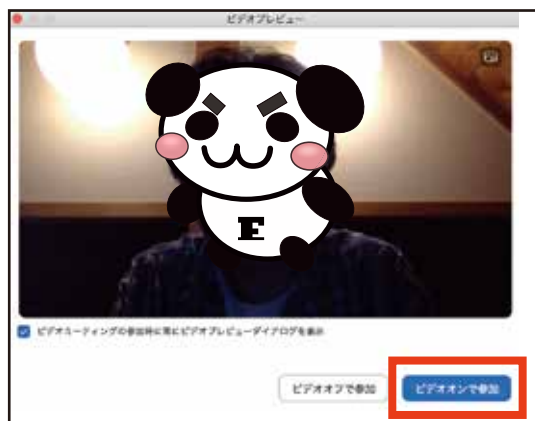 ビデオプレビュー
E
ビデオミーティングの参加時に常にビデオプレビューダイアログを表示
ビデオオフで参加
ビデオオンで参加